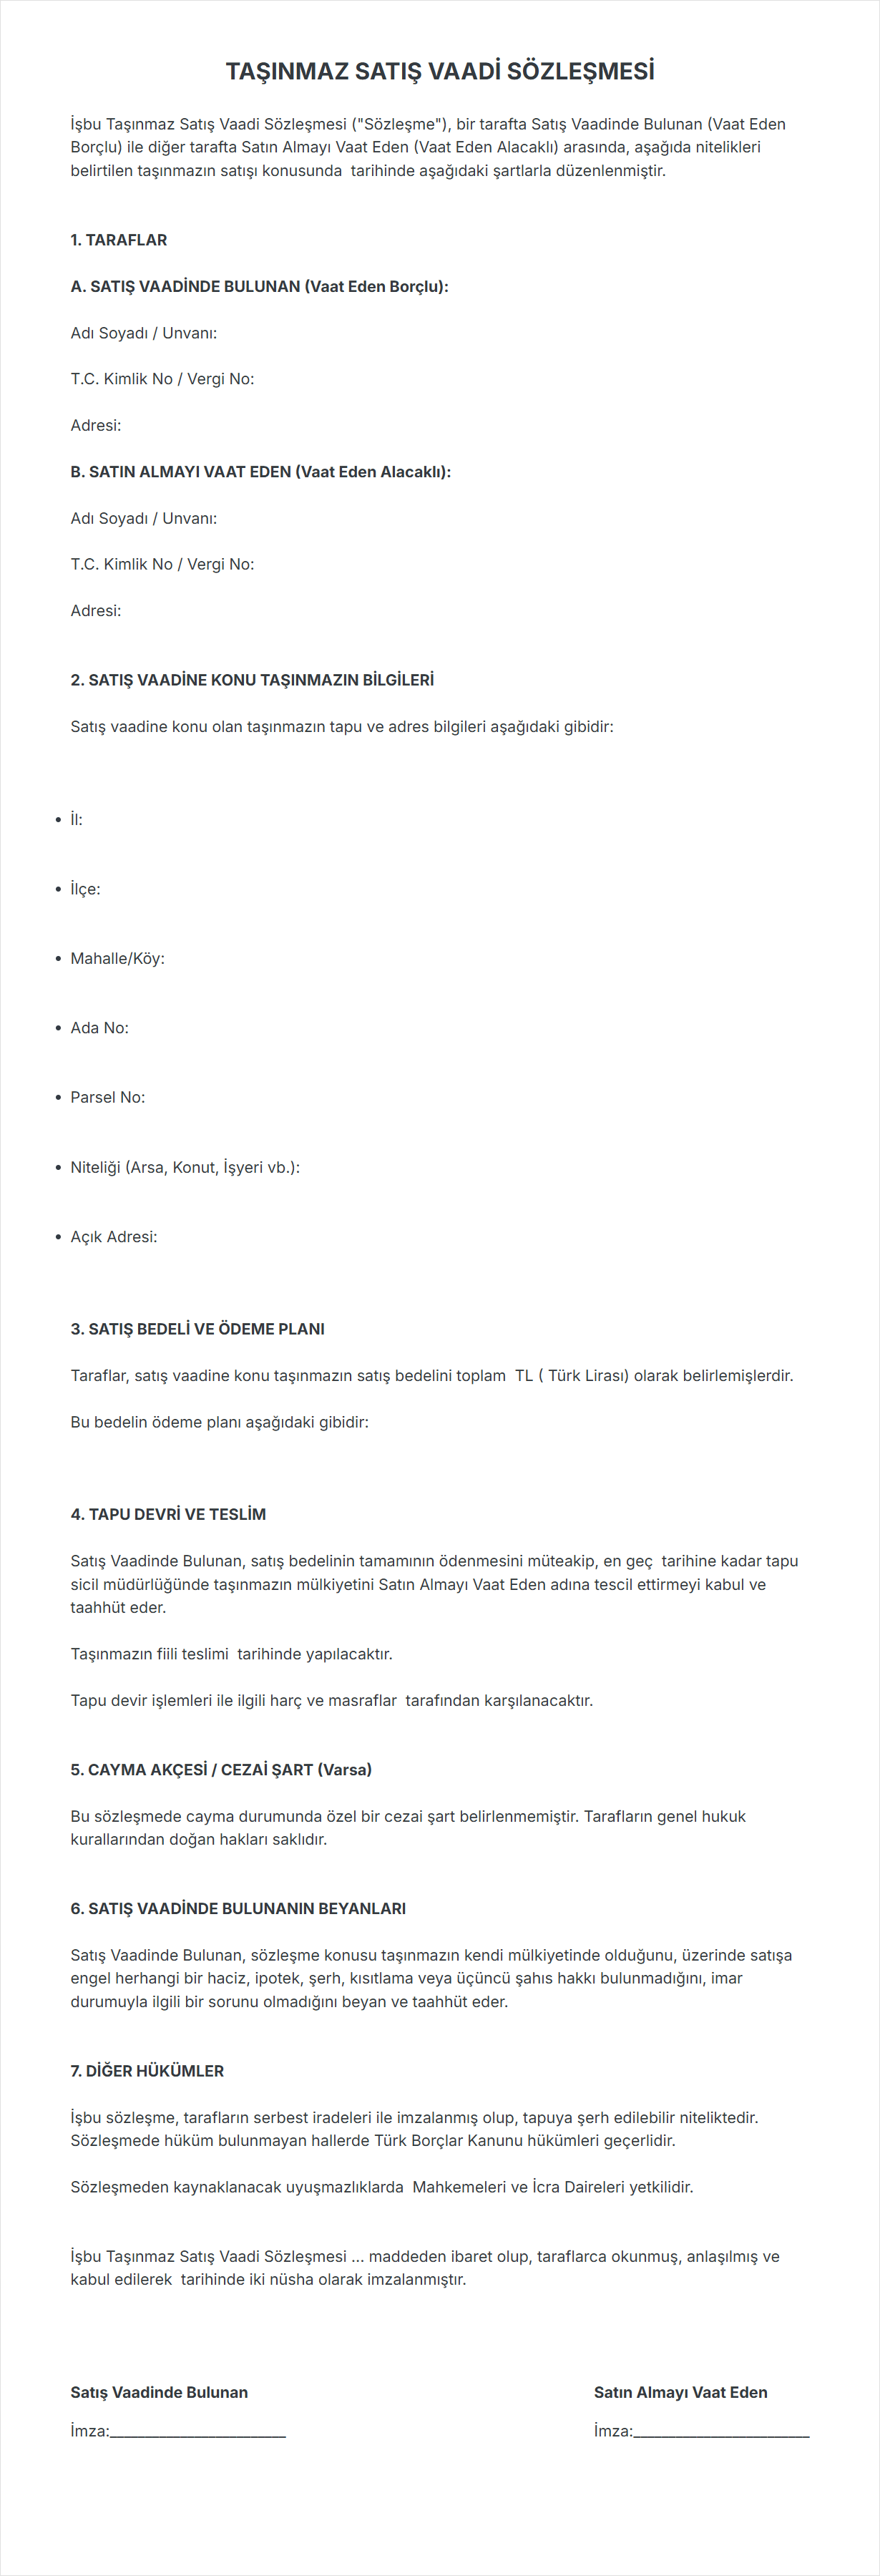 TAŞINMAZ SATIŞ VAADİ SÖZLEŞMESİ
İşbu Taşınmaz Satış Vaadi Sözleşmesi ("Sözleşme"), bir tarafta Satış Vaadinde Bulunan (Vaat Eden
Borçlu) ile diğer tarafta Satın Almayı Vaat Eden (Vaat Eden Alacaklı) arasında, aşağıda nitelikleri
belirtilen taşınmazın satışı konusunda  tarihinde aşağıdaki şartlarla düzenlenmiştir.
1. TARAFLAR
A. SATIŞ VAADİNDE BULUNAN (Vaat Eden Borçlu):
Adı Soyadı / Unvanı:
T.C. Kimlik No / Vergi No:
Adresi:
B. SATIN ALMAYI VAAT EDEN (Vaat Eden Alacaklı):
Adı Soyadı / Unvanı:
T.C. Kimlik No / Vergi No:
Adresi:
2. SATIŞ VAADİNE KONU TAŞINMAZIN BİLGİLERİ
Satış vaadine konu olan taşınmazın tapu ve adres bilgileri aşağıdaki gibidir:
• İl:
• İlçe:
• Mahalle/Köy:
• Ada No:
• Parsel No:
• Niteliği (Arsa, Konut, İşyeri vb.):
• Açık Adresi:
3. SATIŞ BEDELİ VE ÖDEME PLANI
Taraflar, satış vaadine konu taşınmazın satış bedelini toplam  TL ( Türk Lirası) olarak belirlemişlerdir.
Bu bedelin ödeme planı aşağıdaki gibidir:
4. TAPU DEVRİ VE TESLİM
Satış Vaadinde Bulunan, satış bedelinin tamamının ödenmesini müteakip, en geç  tarihine kadar tapu
sicil müdürlüğünde taşınmazın mülkiyetini Satın Almayı Vaat Eden adına tescil ettirmeyi kabul ve
taahhüt eder.
Taşınmazın fiili teslimi  tarihinde yapılacaktır.
Tapu devir işlemleri ile ilgili harç ve masraflar  tarafından karşılanacaktır.
5. CAYMA AKÇESİ / CEZAİ ŞART (Varsa)
Bu sözleşmede cayma durumunda özel bir cezai şart belirlenmemiştir. Tarafların genel hukuk
kurallarından doğan hakları saklıdır.
6. SATIŞ VAADİNDE BULUNANIN BEYANLARI
Satış Vaadinde Bulunan, sözleşme konusu taşınmazın kendi mülkiyetinde olduğunu, üzerinde satışa
engel herhangi bir haciz, ipotek, şerh, kısıtlama veya üçüncü şahıs hakkı bulunmadığını, imar
durumuyla ilgili bir sorunu olmadığını beyan ve taahhüt eder.
7. DİĞER HÜKÜMLER
İşbu sözleşme, tarafların serbest iradeleri ile imzalanmış olup, tapuya şerh edilebilir niteliktedir.
Sözleşmede hüküm bulunmayan hallerde Türk Borçlar Kanunu hükümleri geçerlidir.
Sözleşmeden kaynaklanacak uyuşmazlıklarda  Mahkemeleri ve İcra Daireleri yetkilidir.
İşbu Taşınmaz Satış Vaadi Sözleşmesi ... maddeden ibaret olup, taraflarca okunmuş, anlaşılmış ve
kabul edilerek  tarihinde iki nüsha olarak imzalanmıştır.
Satış Vaadinde Bulunan
İmza:_________________________
Satın Almayı Vaat Eden
İmza:_________________________